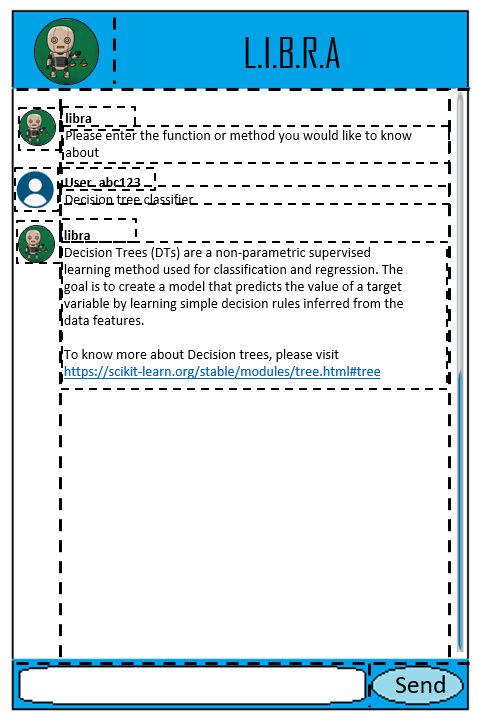 L.I.B.R.A
libra
Please enter the function or method you would like to know
about
User_abc123
Decision tree classifier
libra
Decision Trees (DTs) are a non-parametric supervised
learning method used for classification and regression. The
goal is to create a model that predicts the value of a target
variable by learning simple decision rules inferred from the
data features.
To know more about Decision trees, please visit
https://scikit-learn.org/stable/modules/tree.html#tree
Send